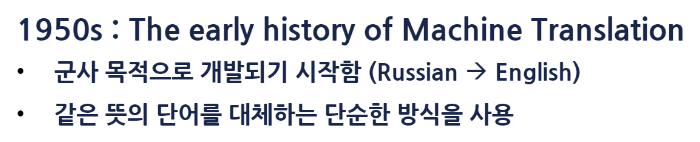 1950s : The early history of Machine Translation
• 군사 목적으로 개발되기 시작함 (Russian → English)
• 같은 뜻의 단어를 대체하는 단순한 방식을 사용